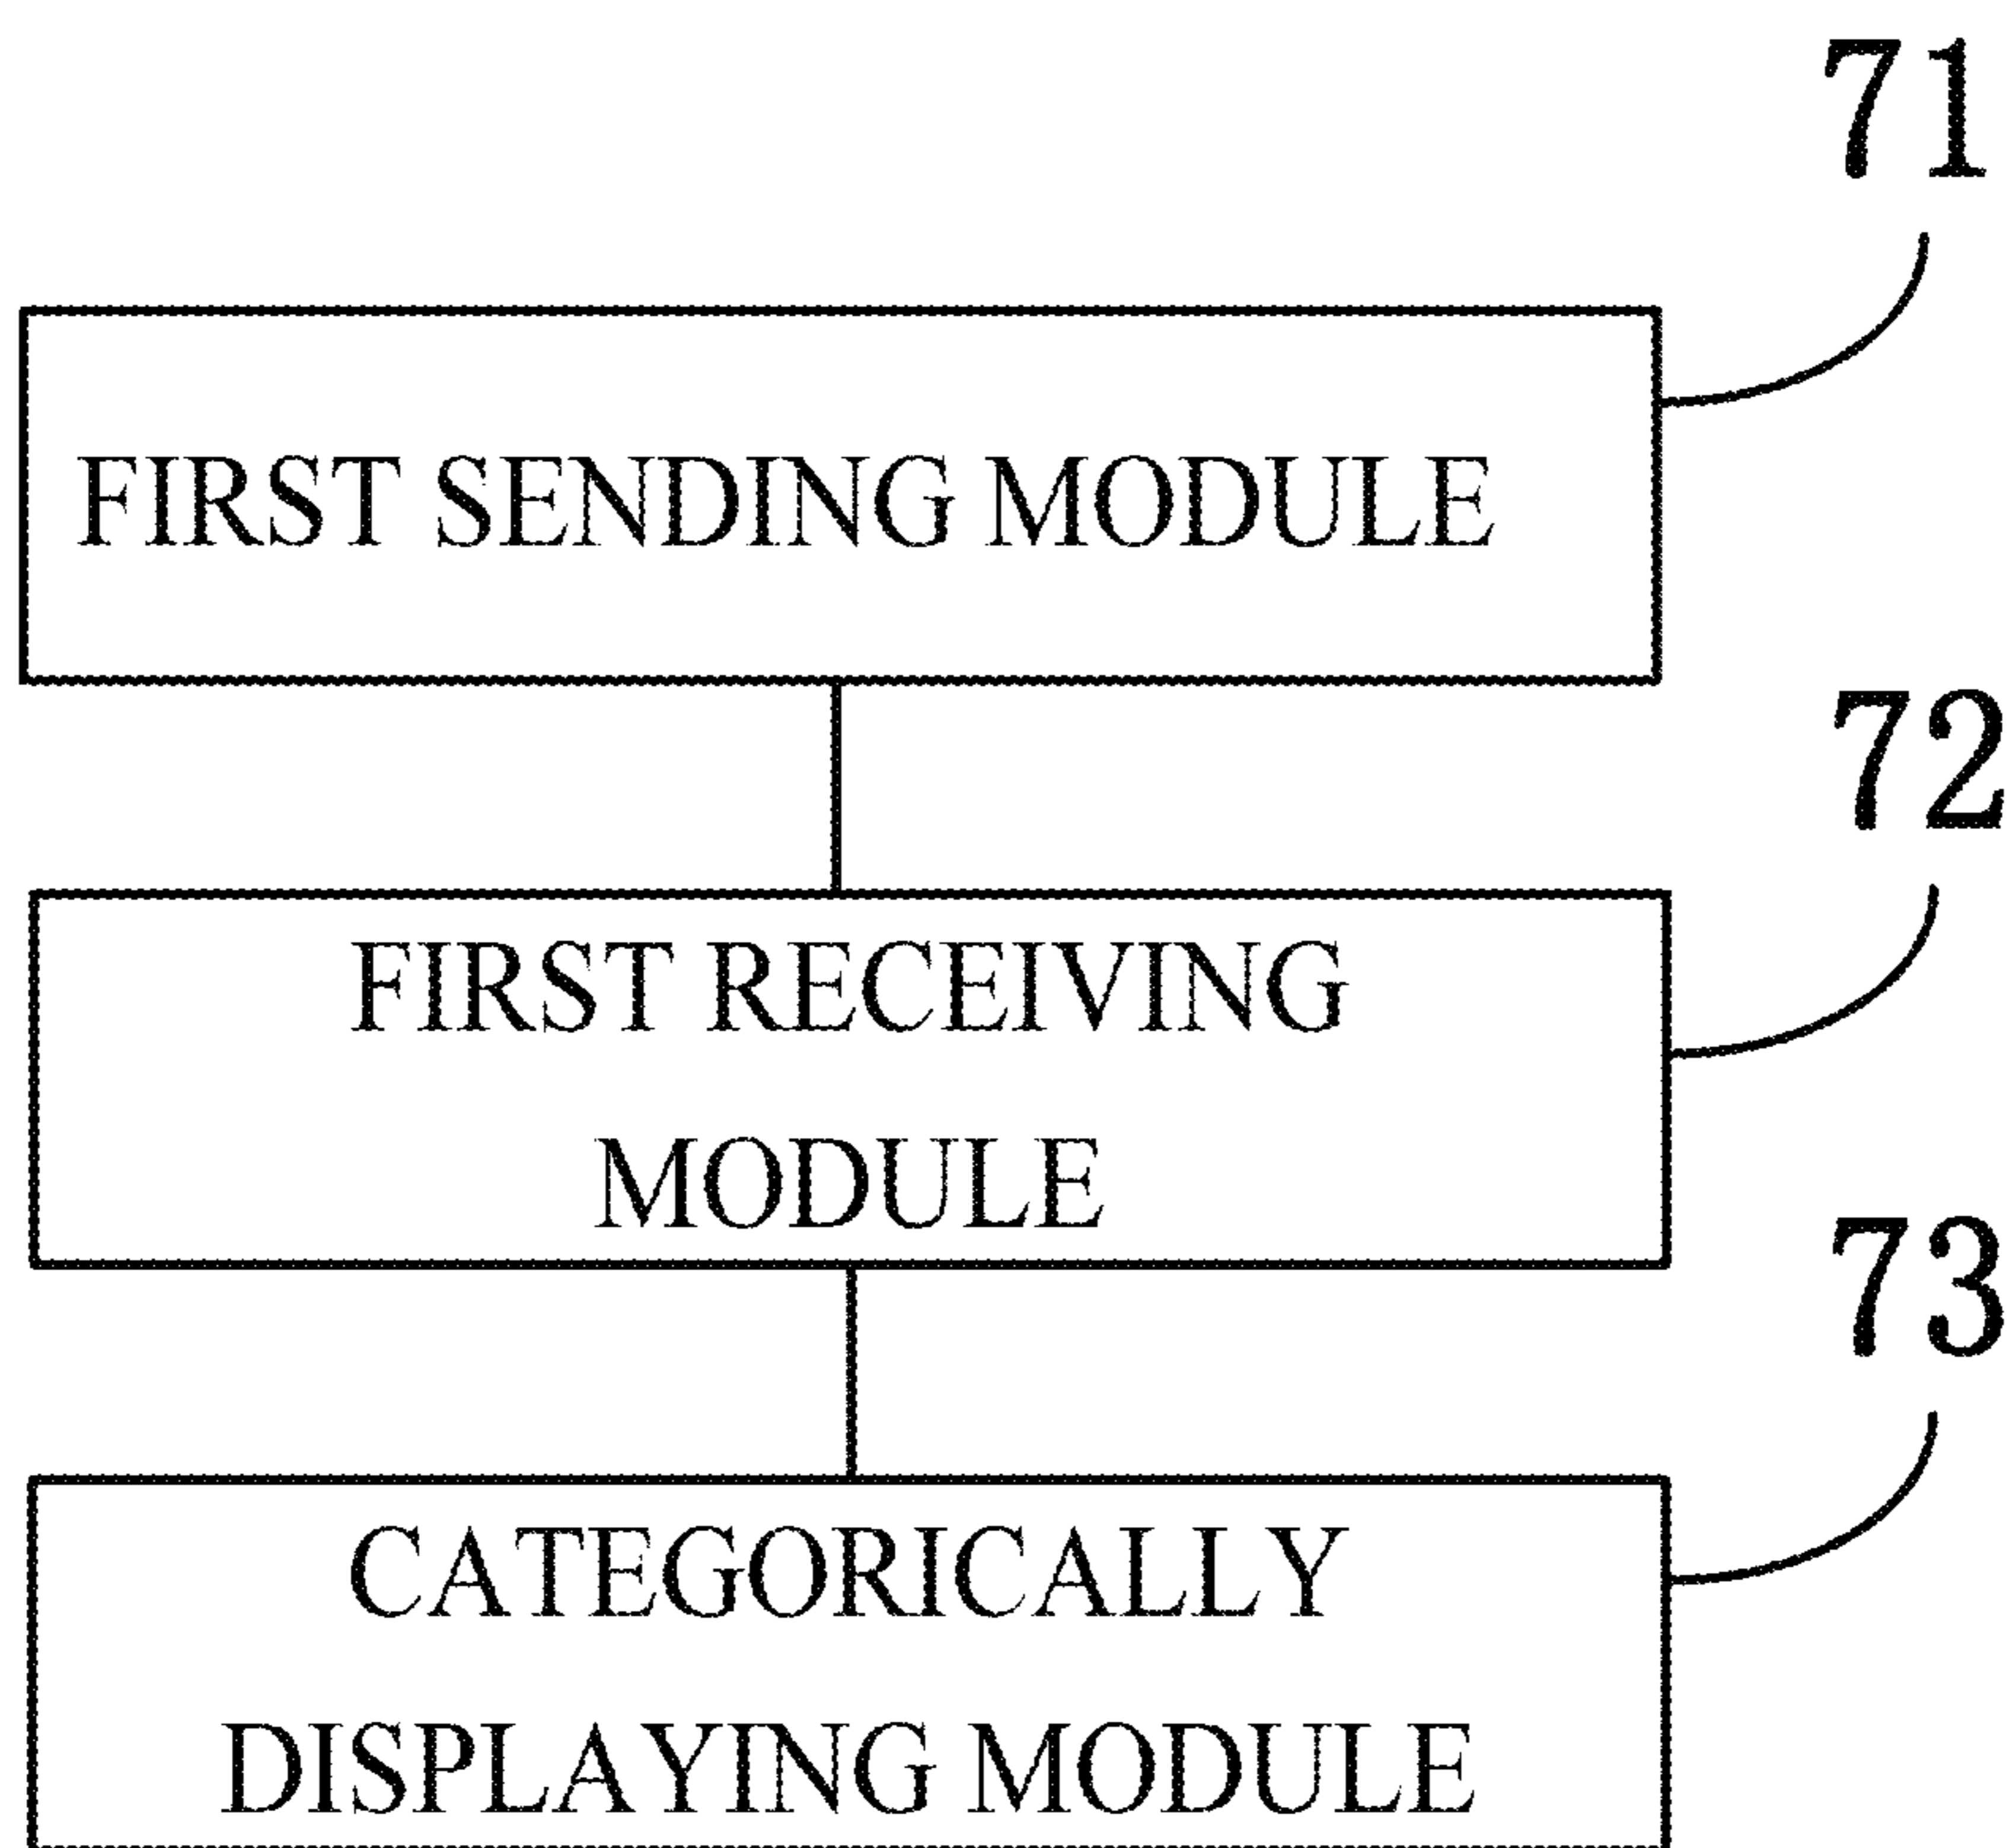 71
FIRST SENDING MODULE
72
FIRST RECEIVING
MODULE
73
CATEGORICALLY
DISPLAYING MODULE